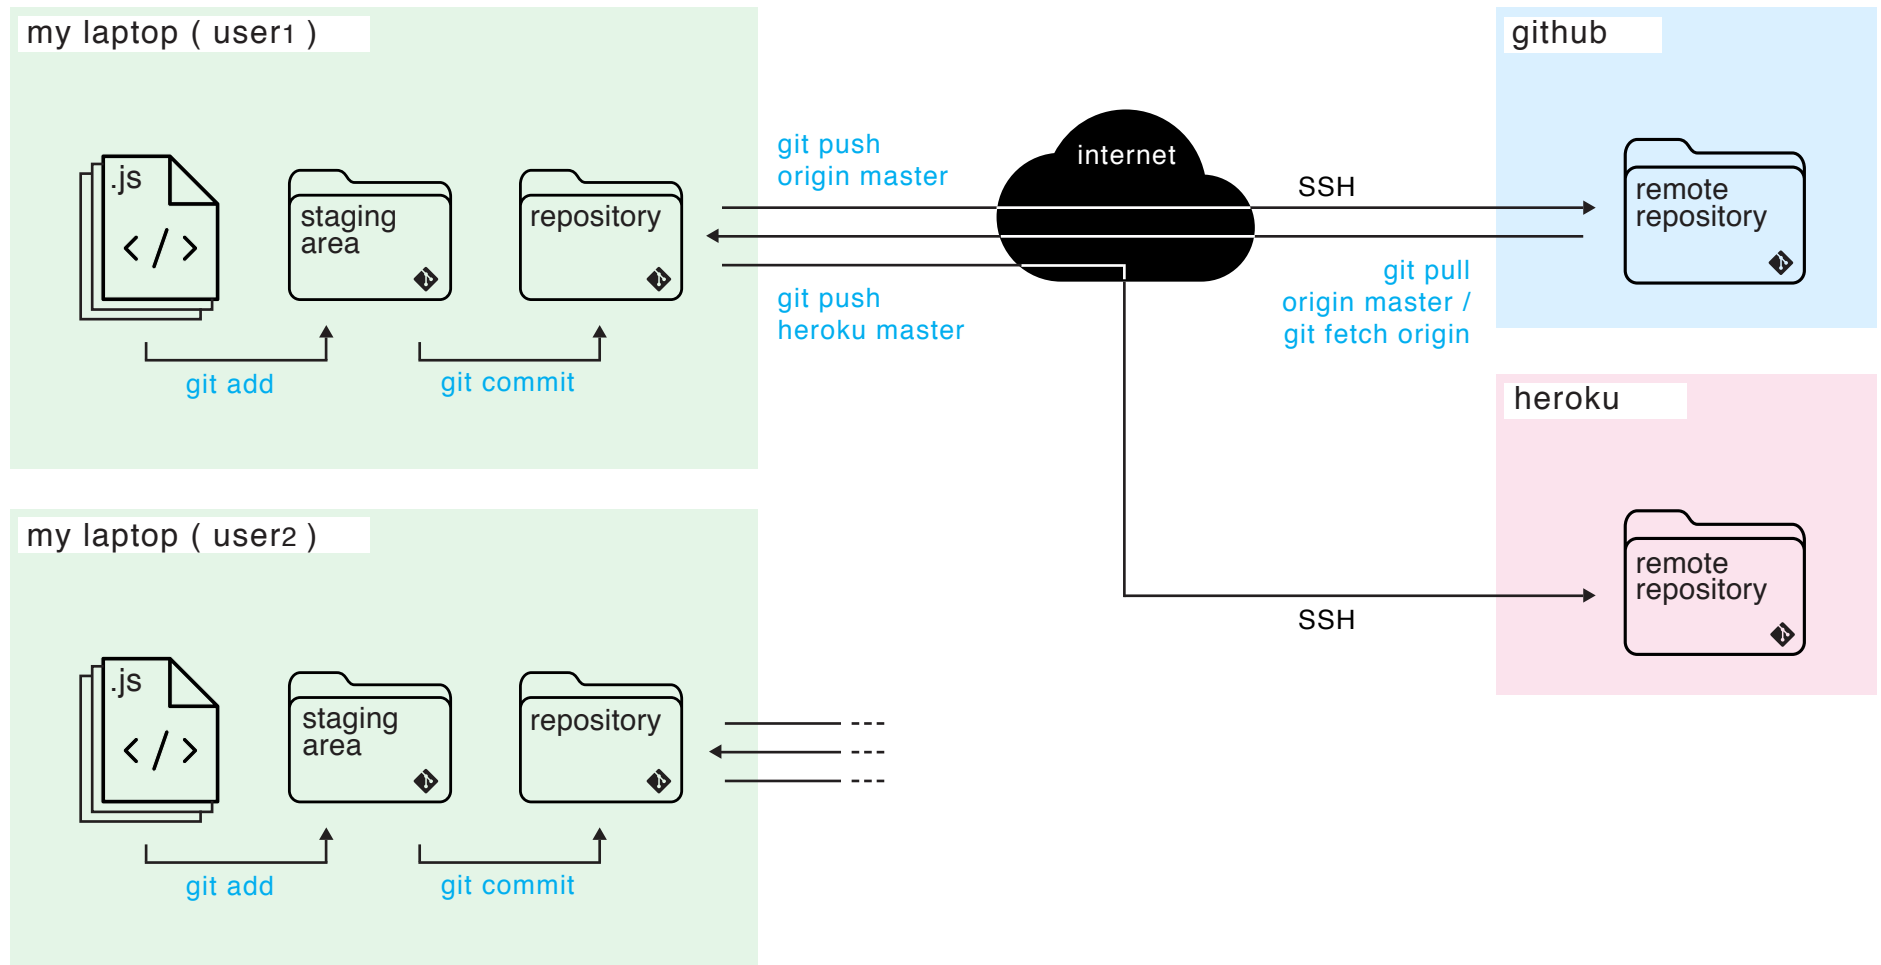 my laptop ( user1 )
.js
</>
staging
area
repository
git add
git commit
git push
origin master
git push
heroku master
internet
SSH
git pull
origin master /
git fetch origin
github
remote
repository
heroku
remote
repository
SSH
my laptop ( user2 )
.js
</>
staging
area
repository
git add
git commit